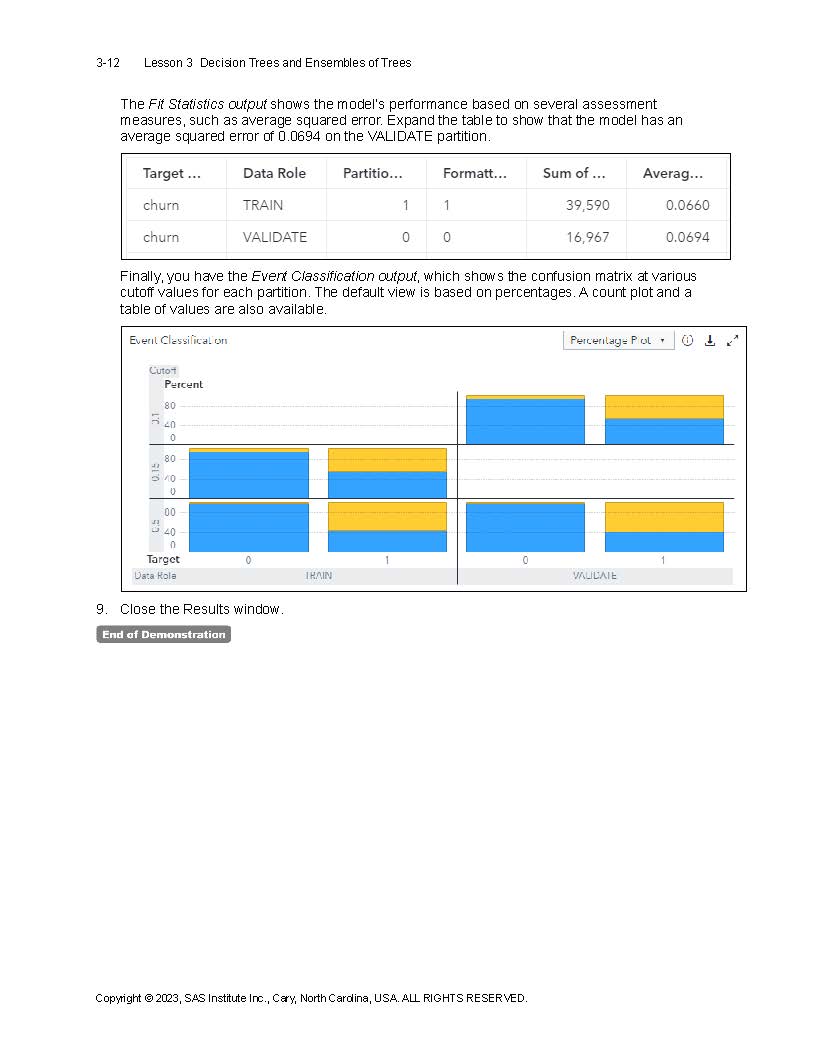 3-12 Lesson 3 Decision Trees and Ensembles of Trees
The Fit Statistics output shows the model's performance based on several assessment
measures, such as average squared error. Expand the table to show that the model has an
average squared error of 0.0694 on the VALIDATE partition.
Target ... Data Role Partitio... Formatt... Sum of ... Averag...
churn TRAIN 1 1 39,590 0.0660
churn VALIDATE 0 0 16,967 0.0694
Finally, you have the Event Classification output, which shows the confusion matrix at various
cutoff values for each partition. The default view is based on percentages. A count plot and a
table of values are also available.
Event Classification Percentage Plot
Cutoff
Percent
0.1
80
40
0
0.15
80
40
0
0.5
80
40
0
Target 0 1 0 1
Data Role TRAIN VALIDATE
9. Close the Results window.
End of Demonstration
Copyright © 2023, SAS Institute Inc., Cary, North Carolina, USA. ALL RIGHTS RESERVED.